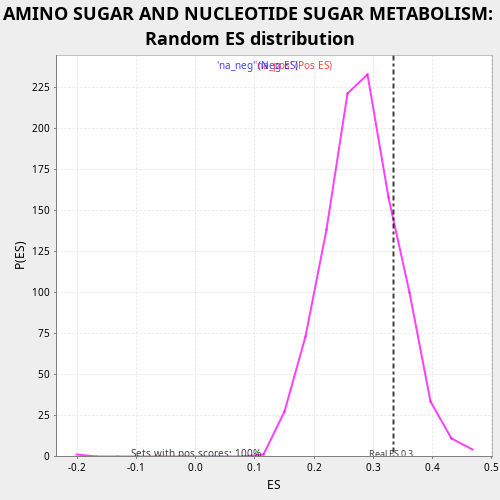 AMINO SUGAR AND NUCLEOTIDE SUGAR METABOLISM:
Random ES distribution
'na_neg' (Neg ES)
(Pos ES)
225
200
175
150
125
100
75
50
25
0
P(ES)
Sets with pos scores: 100%
Real ES 0.3
-0.2
-0.1
0.0
0.1
0.2
0.3
0.4
0.5
ES